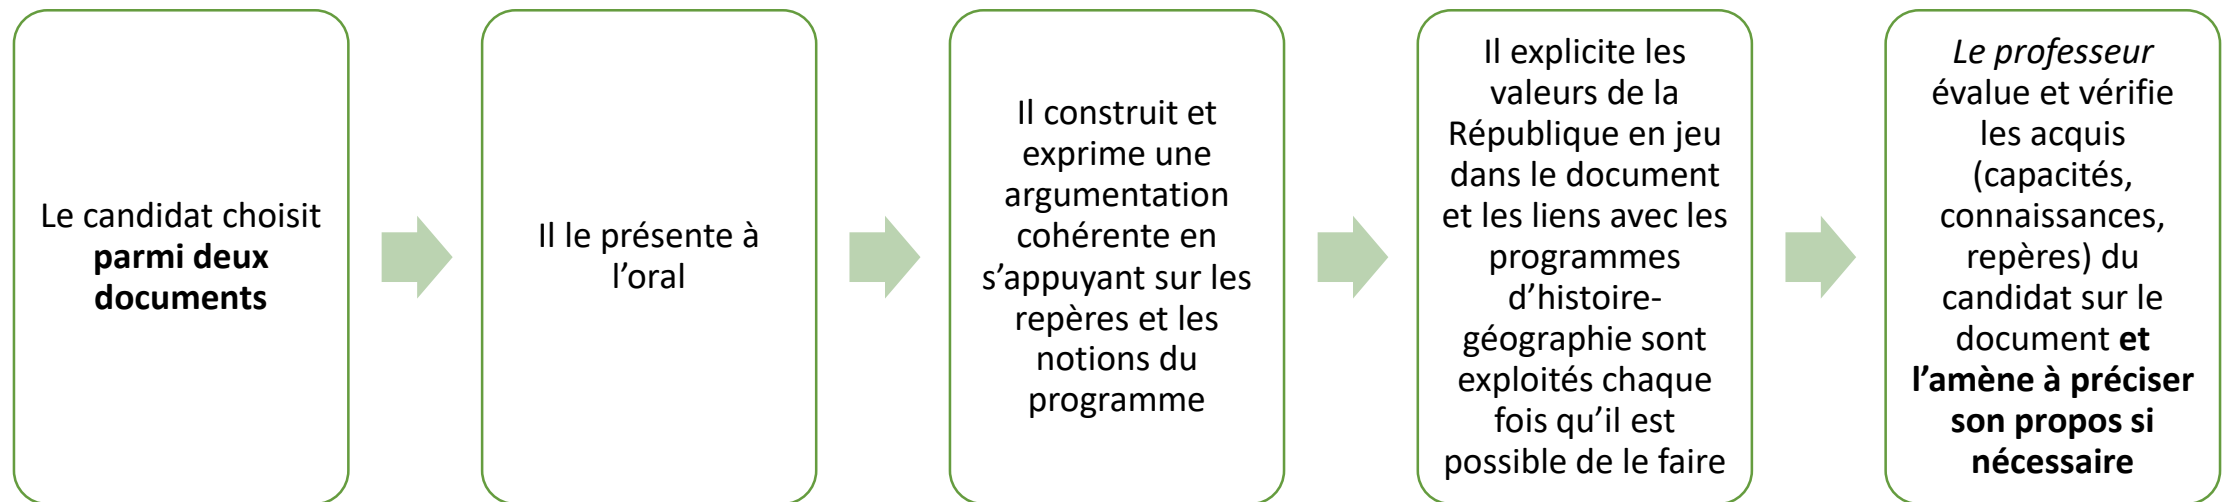 Le candidat choisit
parmi deux
documents
Il le présente à
l’oral
Il construit et
exprime une
argumentation
cohérente en
s’appuyant sur les
repères et les
notions du
programme
Il explicite les
valeurs de la
République en jeu
dans le document
et les liens avec les
programmes
d’histoire-
géographie sont
exploités chaque
fois qu’il est
possible de le faire
Le professeur
évalue et vérifie
les acquis
(capacités,
connaissances,
repères) du
candidat sur le
document et
l’amène à préciser
son propos si
nécessaire